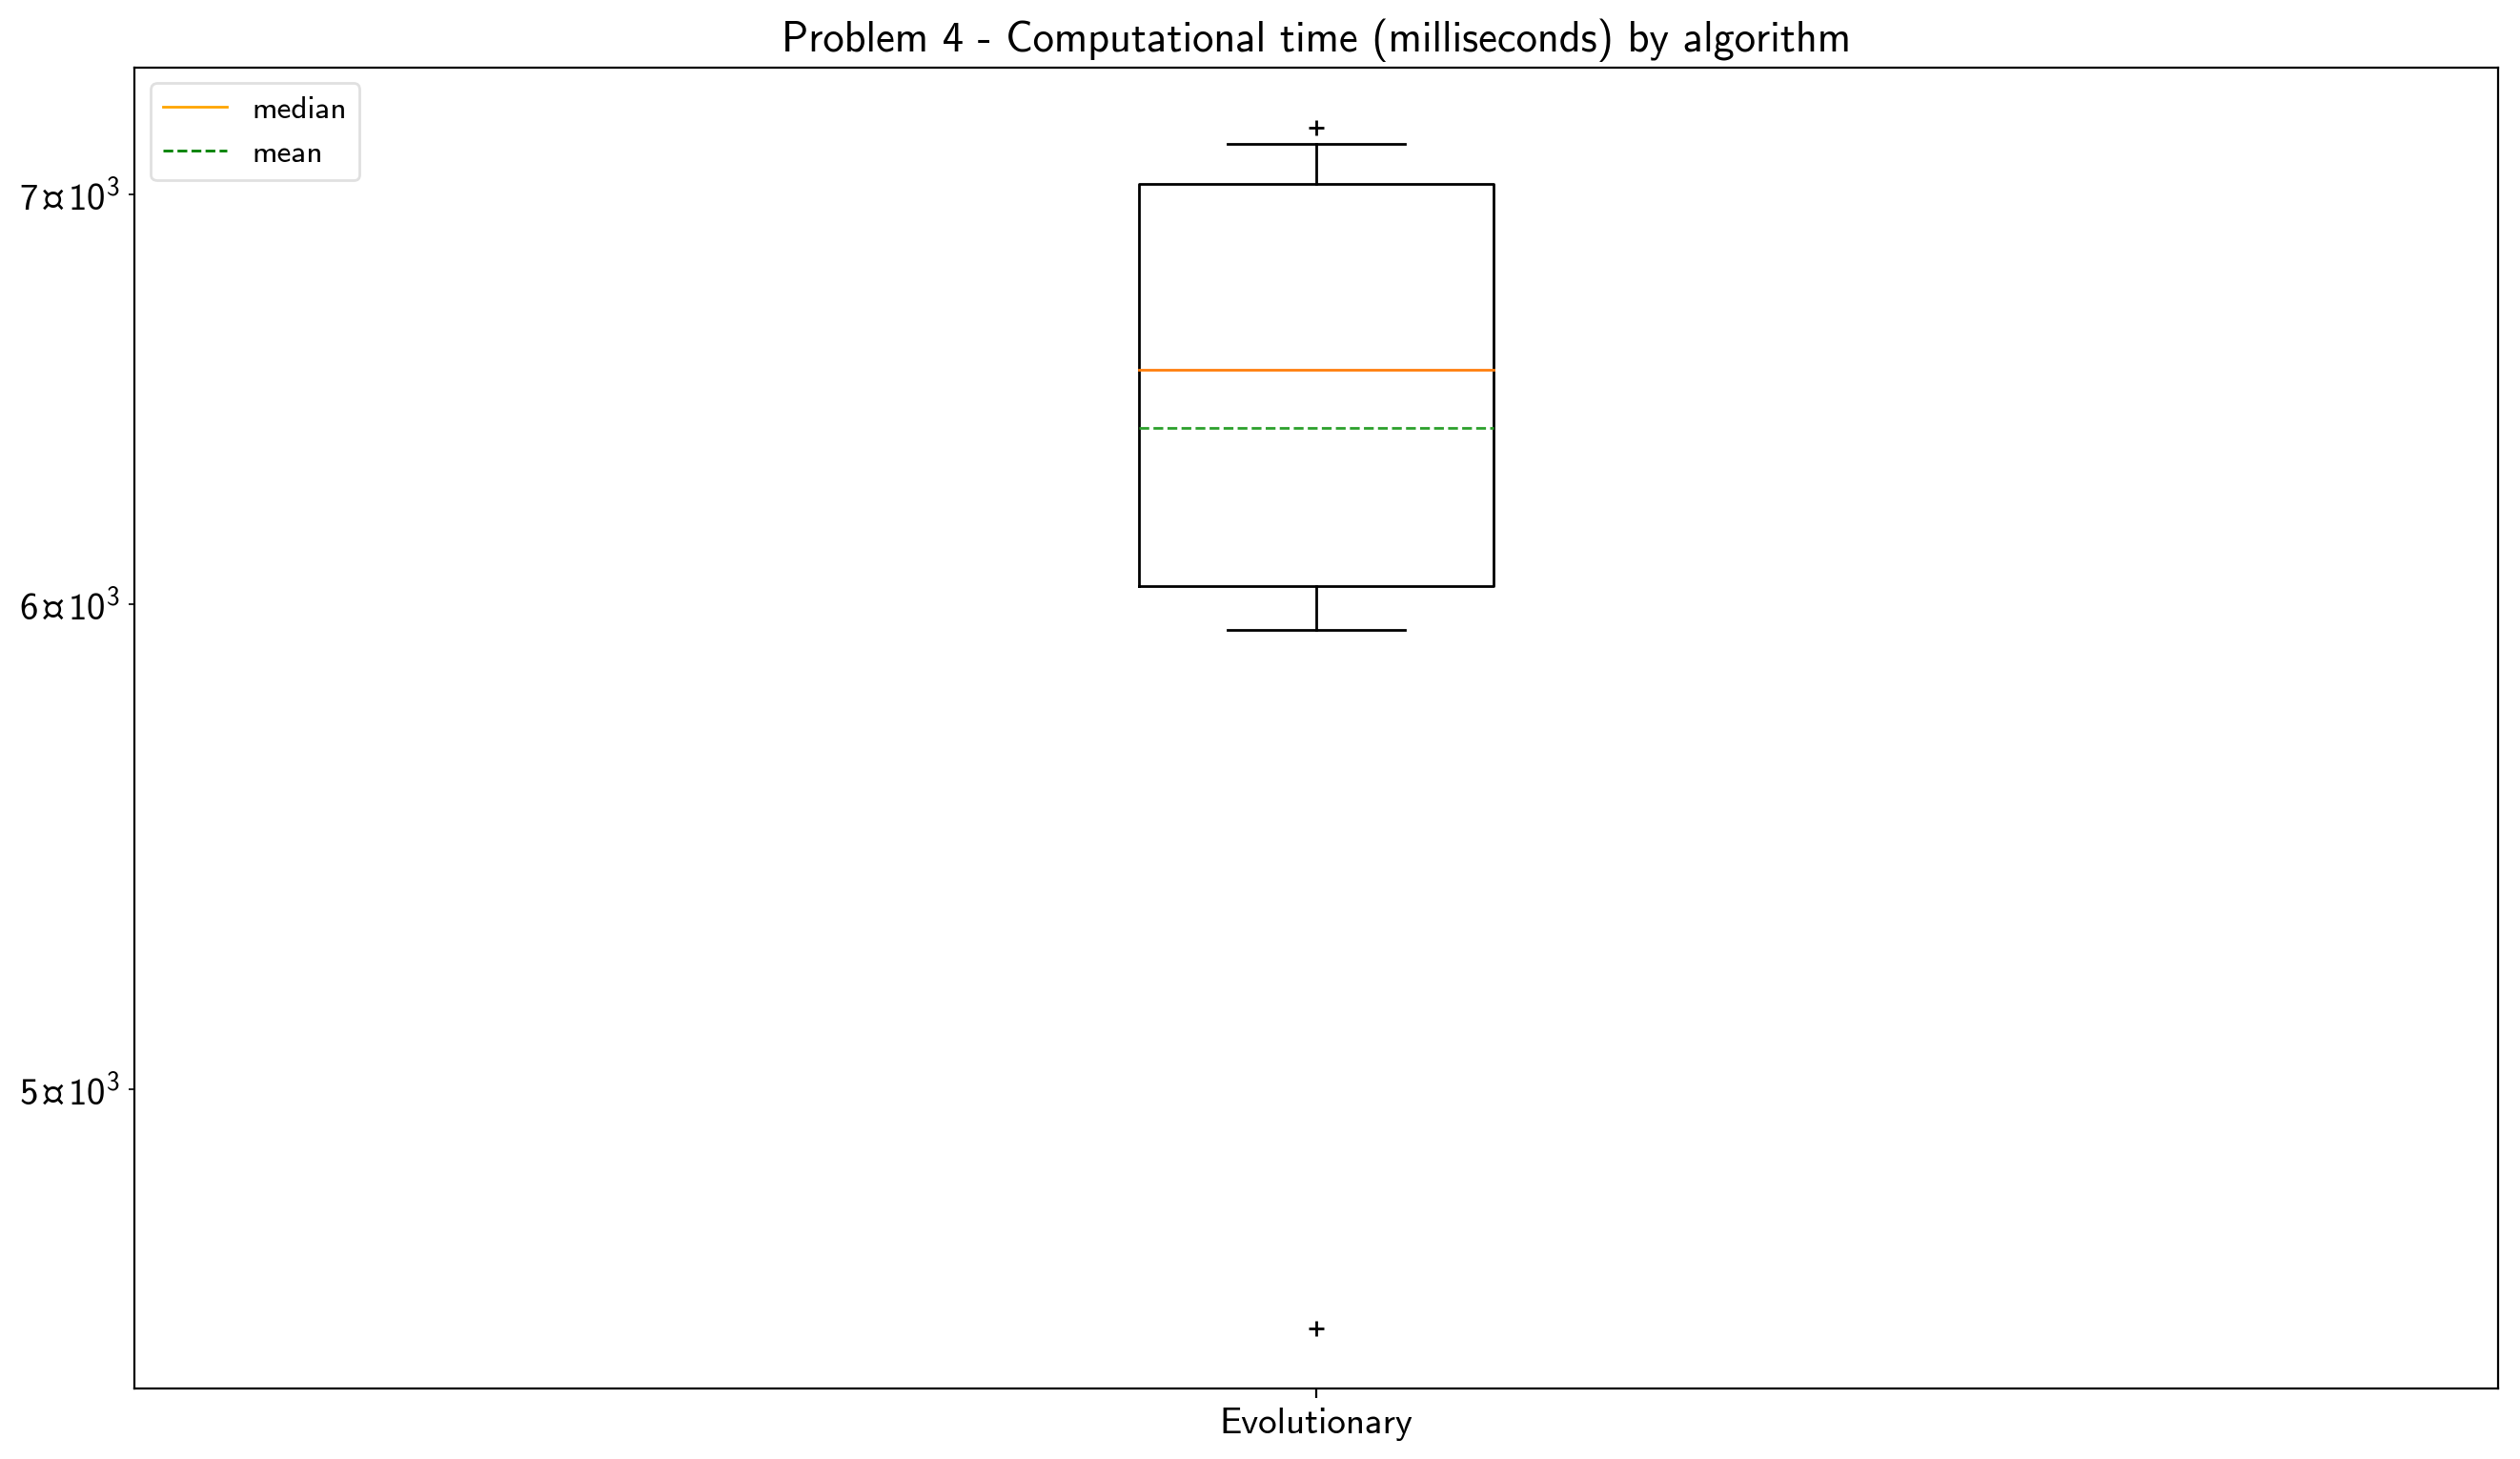 Problem 4 - Computational time (milliseconds) by algorithm
median
mean
7¤10³
6¤10³
5¤10³
Evolutionary